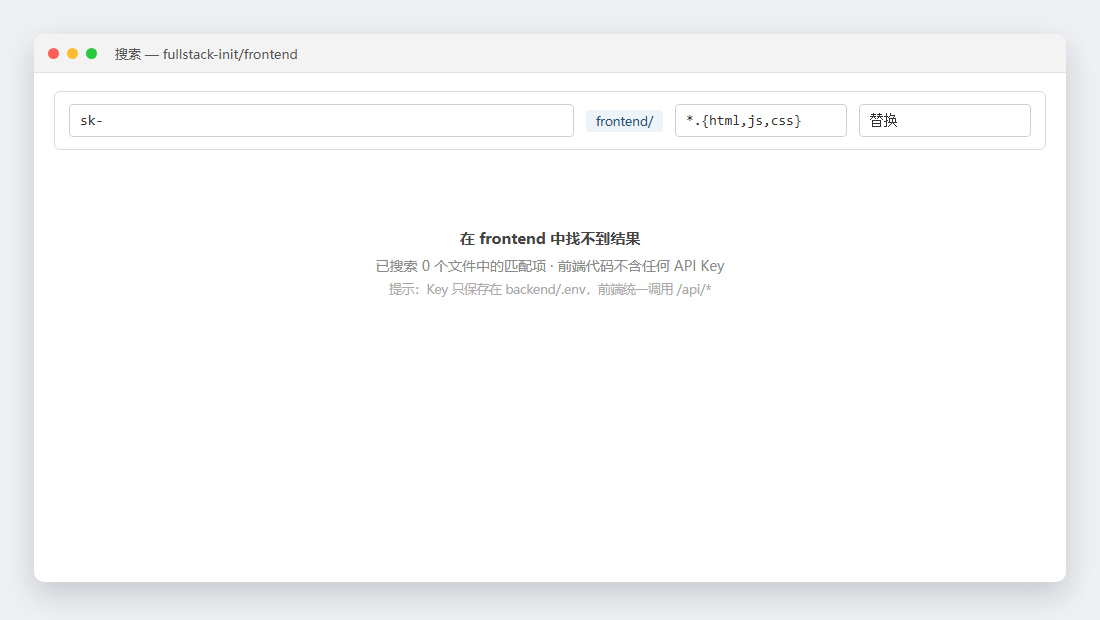 搜索 — fullstack-init/frontend
sk- frontend/ *.{html,js,css} 替换
在 frontend 中找不到结果
已搜索 0 个文件中的匹配项 · 前端代码不含任何 API Key
提示：Key 只保存在 backend/.env，前端统一调用 /api/*